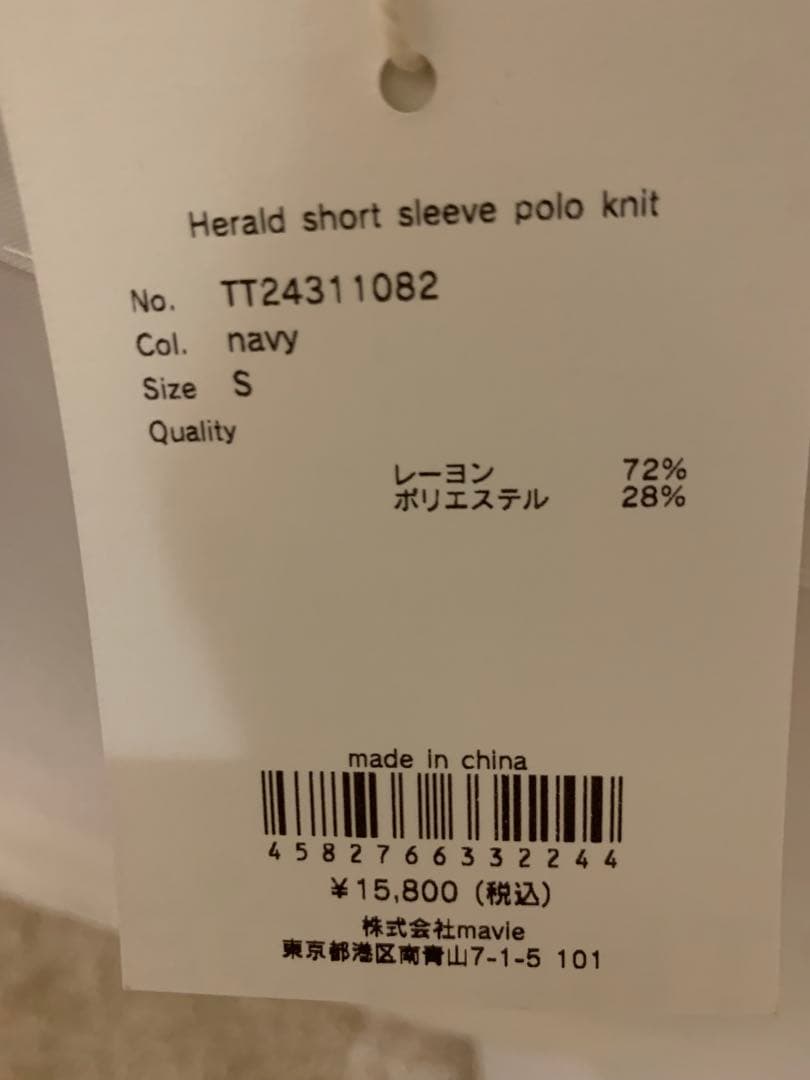 Herald short sleeve polo knit
No. TT24311082
Col. navy
Size S
Quality
レーヨン 72%
ポリエステル 28%
made in china
4582766332244
¥15,800 (税込)
株式会社mavie
東京都港区南青山7-1-5 101